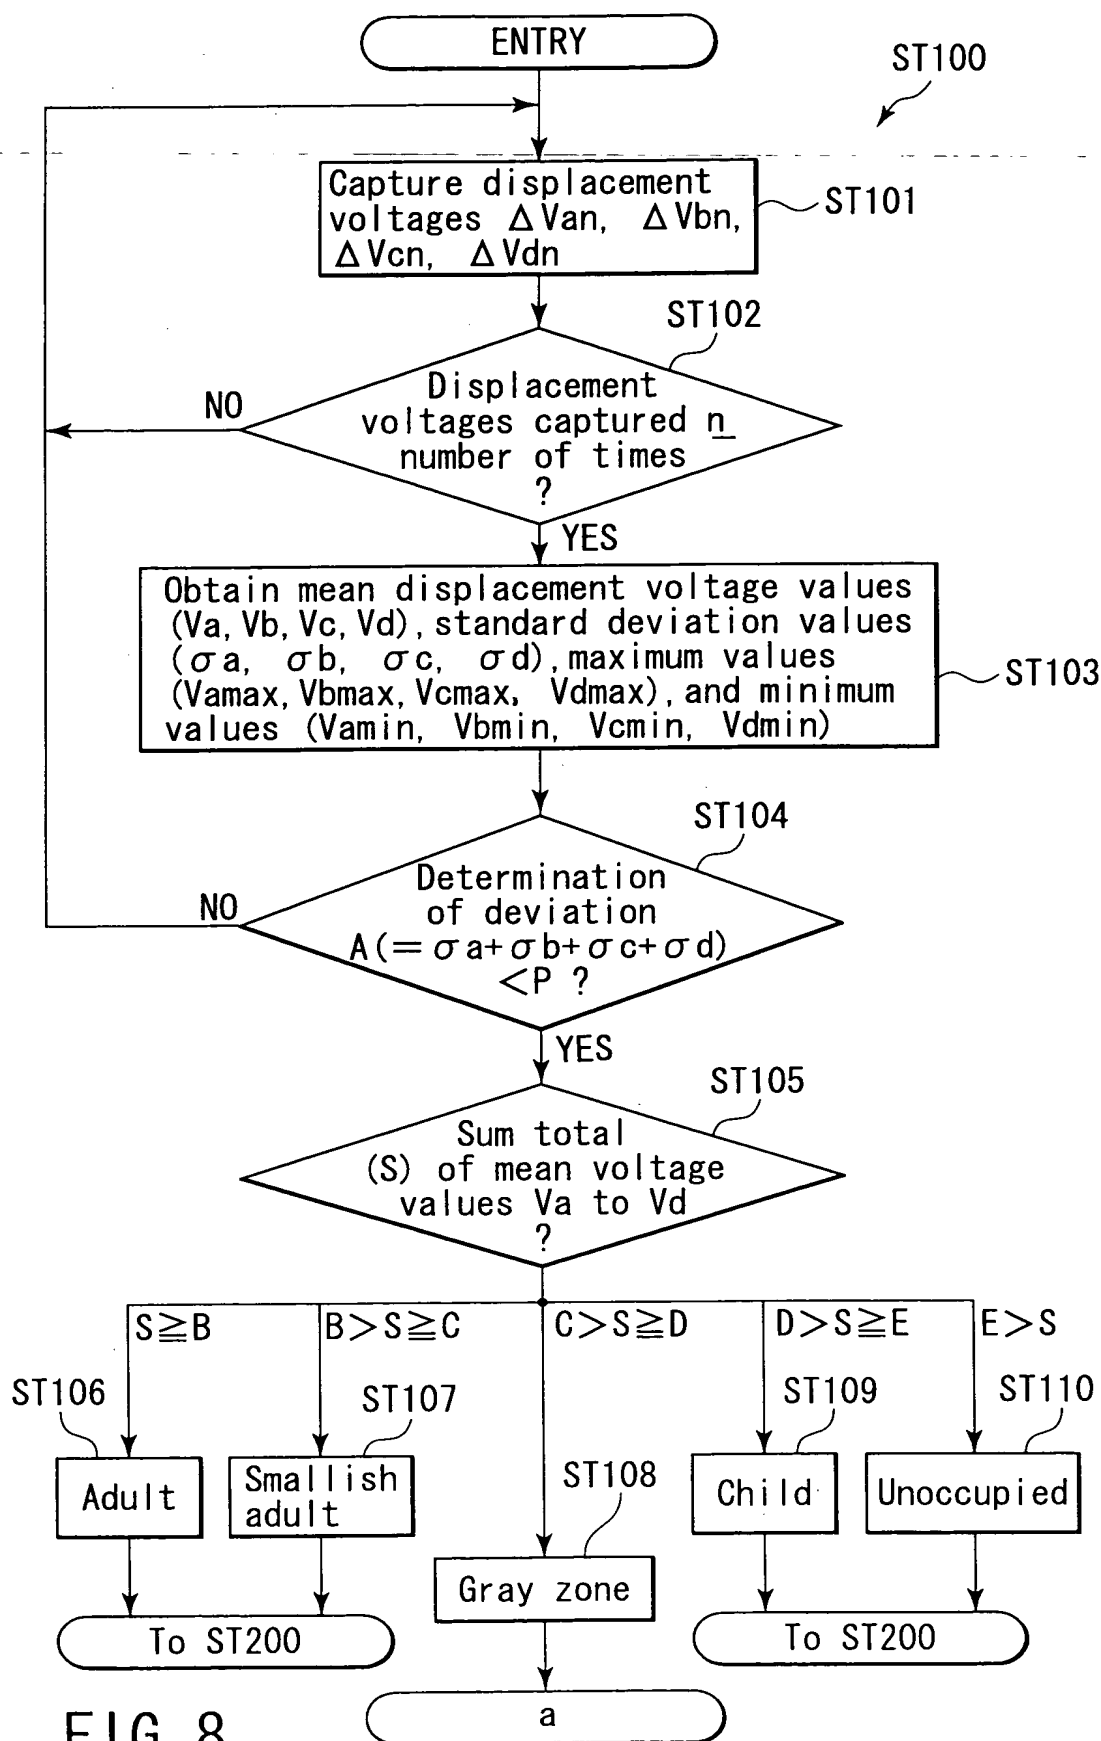 ENTRY
ST100
Capture displacement
voltages ΔVan, ΔVbn,
ΔVcn, ΔVdn
ST101
ST102
Displacement
voltages captured n
number of times
?
NO
YES
Obtain mean displacement voltage values
(Va, Vb, Vc, Vd), standard deviation values
(σa, σb, σc, σd), maximum values
(Vamax, Vbmax, Vcmax, Vdmax), and minimum
values (Vamin, Vbmin, Vcmin, Vdmin)
ST103
ST104
Determination
of deviation
A(=σa+σb+σc+σd)
<P ?
NO
YES
ST105
Sum total
(S) of mean voltage
values Va to Vd
?
S≧B
B>S≧C
C>S≧D
D>S≧E
E>S
ST106
ST107
ST108
ST109
ST110
Adult
Smallish
adult
Gray zone
Child
Unoccupied
To ST200
To ST200
a
FIG. 8